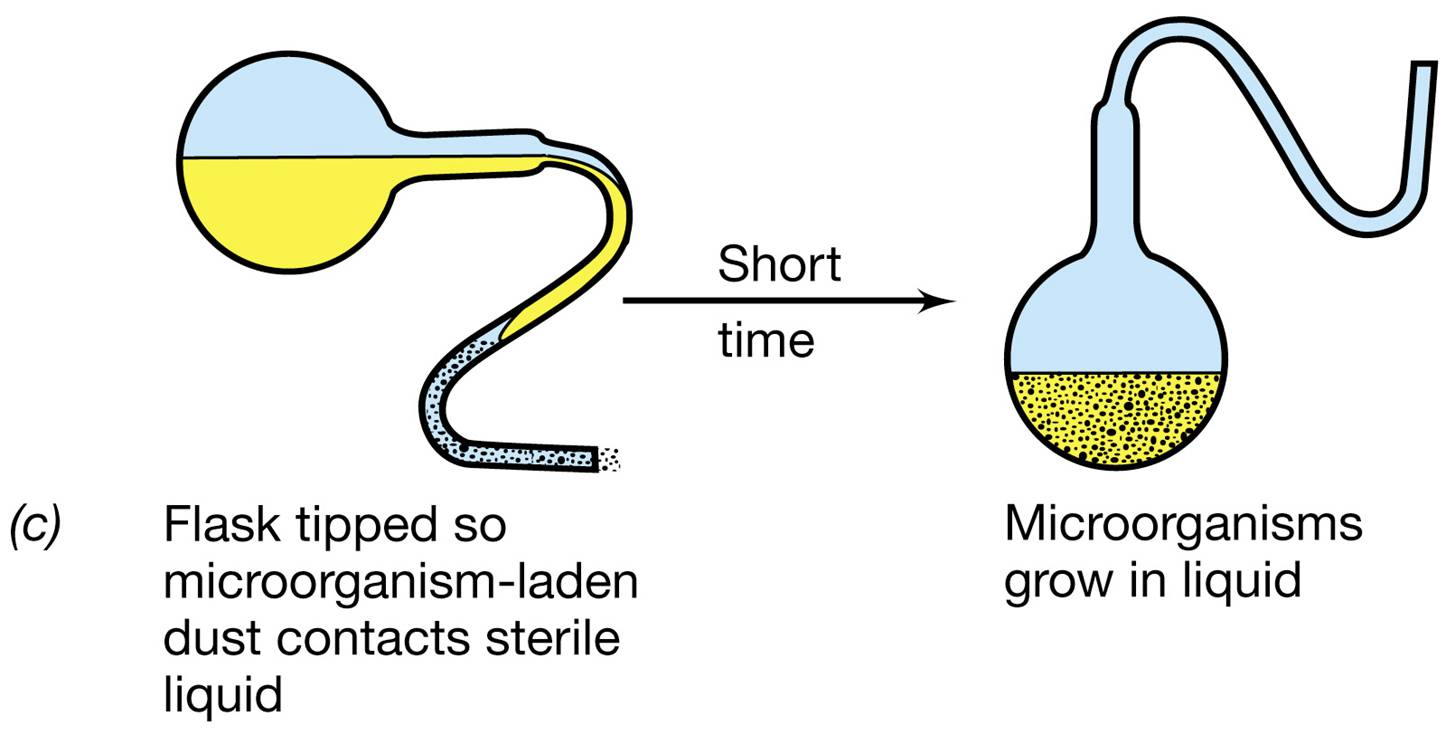 Short
time
(c)
Flask tipped so
microorganism-laden
dust contacts sterile
liquid
Microorganisms
grow in liquid